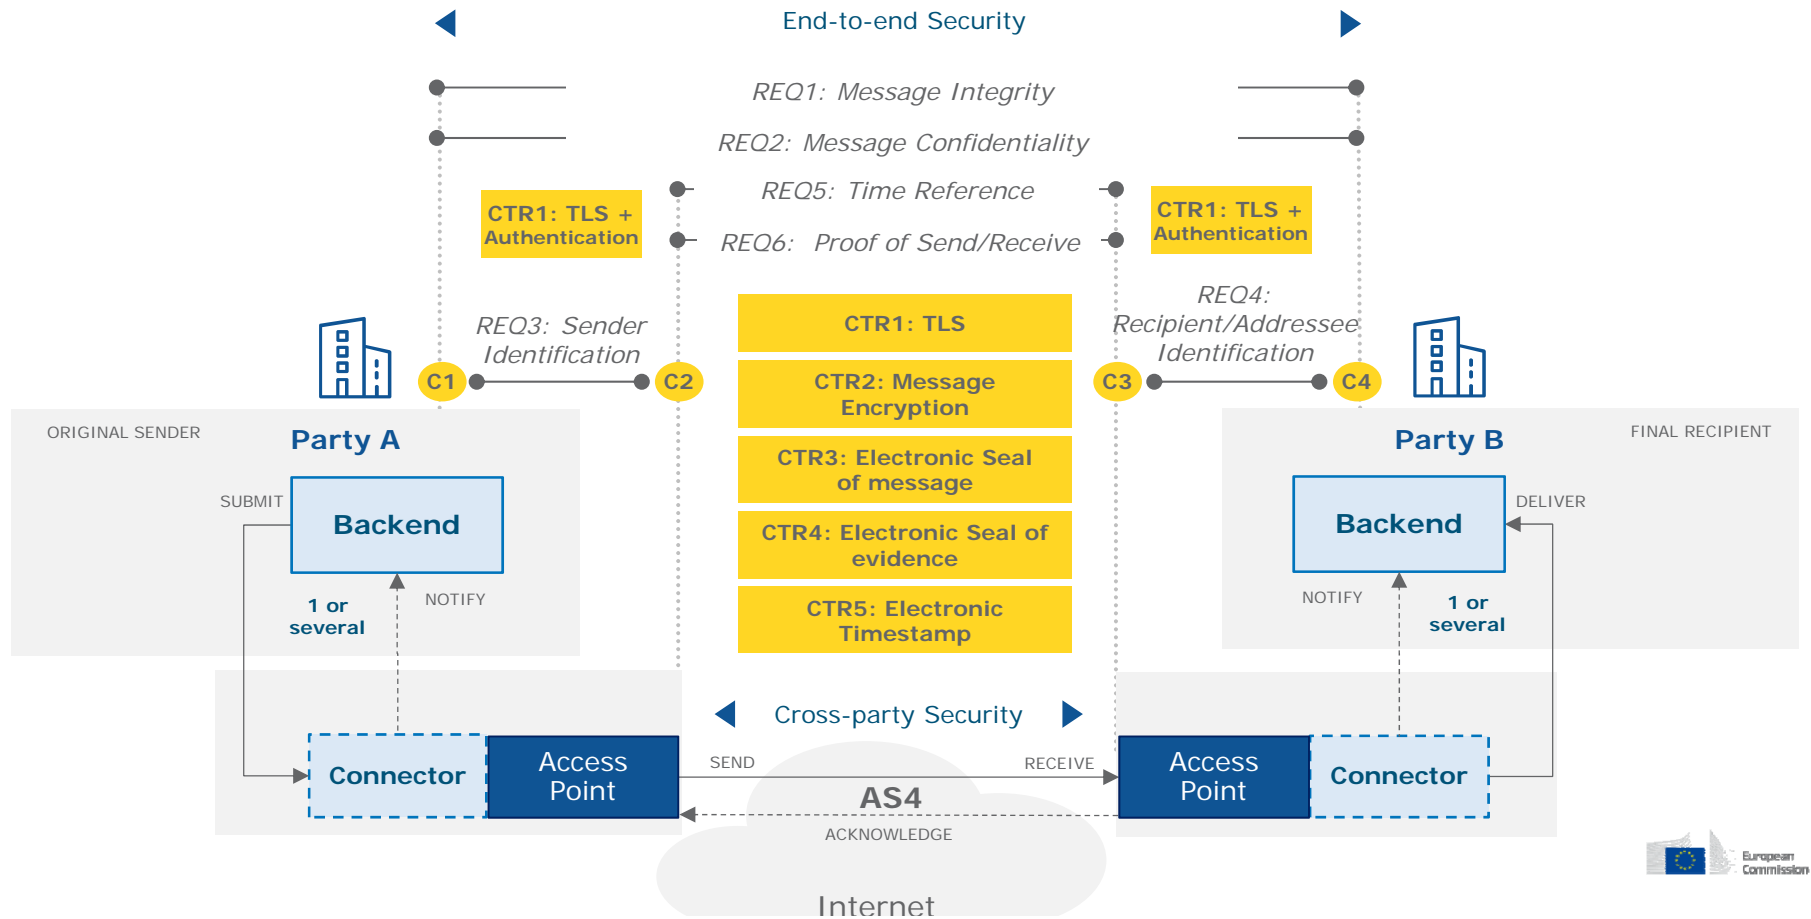 End-to-end Security
REQ1: Message Integrity
REQ2: Message Confidentiality
REQ5: Time Reference
CTR1: TLS +
Authentication
CTR1: TLS +
Authentication
REQ6: Proof of Send/Receive
REQ3: Sender
Identification
CTR1: TLS
REQ4:
Recipient/Addressee
Identification
C1
C2
CTR2: Message
Encryption
C3
C4
ORIGINAL SENDER
Party A
CTR3: Electronic Seal
of message
Party B
FINAL RECIPIENT
SUBMIT
Backend
CTR4: Electronic Seal of
evidence
Backend
DELIVER
1 or
several
NOTIFY
CTR5: Electronic
Timestamp
NOTIFY
1 or
several
Cross-party Security
Connector
Access
Point
SEND
RECEIVE
AS4
ACKNOWLEDGE
Access
Point
Connector
Internet
European
Commission